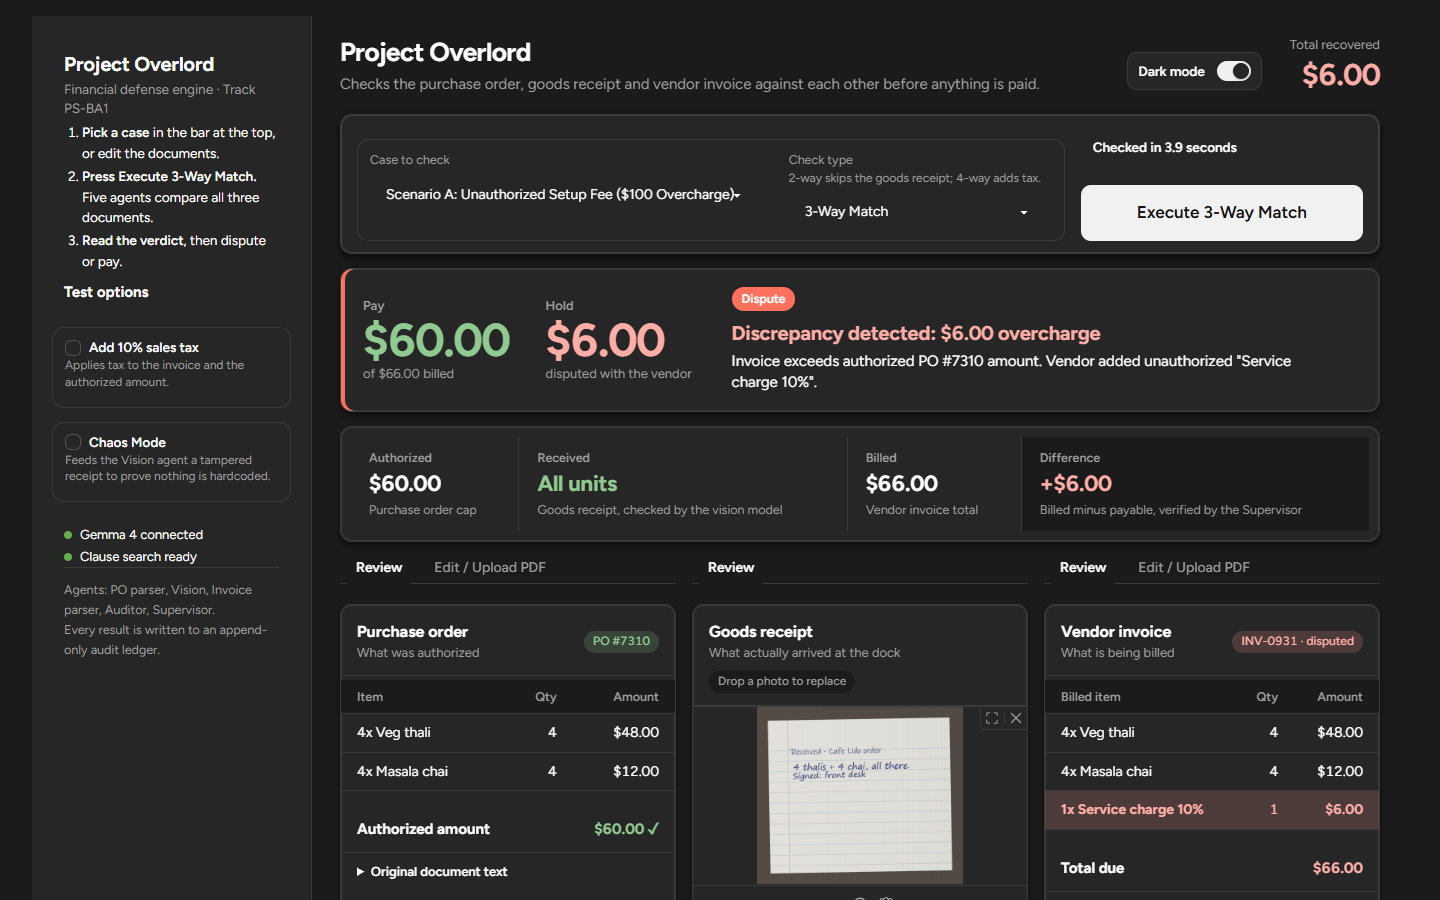 Project Overlord
Financial defense engine · Track
PS-BA1
1. Pick a case in the bar at the top,
or edit the documents.
2. Press Execute 3-Way Match.
Five agents compare all three
documents.
3. Read the verdict, then dispute
or pay.
Test options
Add 10% sales tax
Applies tax to the invoice and the
authorized amount.
Chaos Mode
Feeds the Vision agent a tampered
receipt to prove nothing is hardcoded.
Gemma 4 connected
Clause search ready
Agents: PO parser, Vision, Invoice
parser, Auditor, Supervisor.
Every result is written to an append-
only audit ledger.
Project Overlord
Checks the purchase order, goods receipt and vendor invoice against each other before anything is paid.
Dark mode
Total recovered
$6.00
Case to check
Scenario A: Unauthorized Setup Fee ($100 Overcharge)
Check type
2-way skips the goods receipt; 4-way adds tax.
3-Way Match
Checked in 3.9 seconds
Execute 3-Way Match
Pay
$60.00
of $66.00 billed
Hold
$6.00
disputed with the vendor
Dispute
Discrepancy detected: $6.00 overcharge
Invoice exceeds authorized PO #7310 amount. Vendor added unauthorized "Service
charge 10%".
Authorized
$60.00
Purchase order cap
Received
All units
Goods receipt, checked by the vision model
Billed
$66.00
Vendor invoice total
Difference
+$6.00
Billed minus payable, verified by the Supervisor
Review Edit / Upload PDF
Purchase order
What was authorized
PO #7310
Item Qty Amount
4x Veg thali 4 $48.00
4x Masala chai 4 $12.00
Authorized amount $60.00 ✓
Original document text
Review
Goods receipt
What actually arrived at the dock
Drop a photo to replace
Received - Cafe Lido order
4 thalis + 4 chai, all there.
Signed: front desk
Review Edit / Upload PDF
Vendor invoice
What is being billed
INV-0931 · disputed
Billed item Qty Amount
4x Veg thali 4 $48.00
4x Masala chai 4 $12.00
1x Service charge 10% 1 $6.00
Total due $66.00